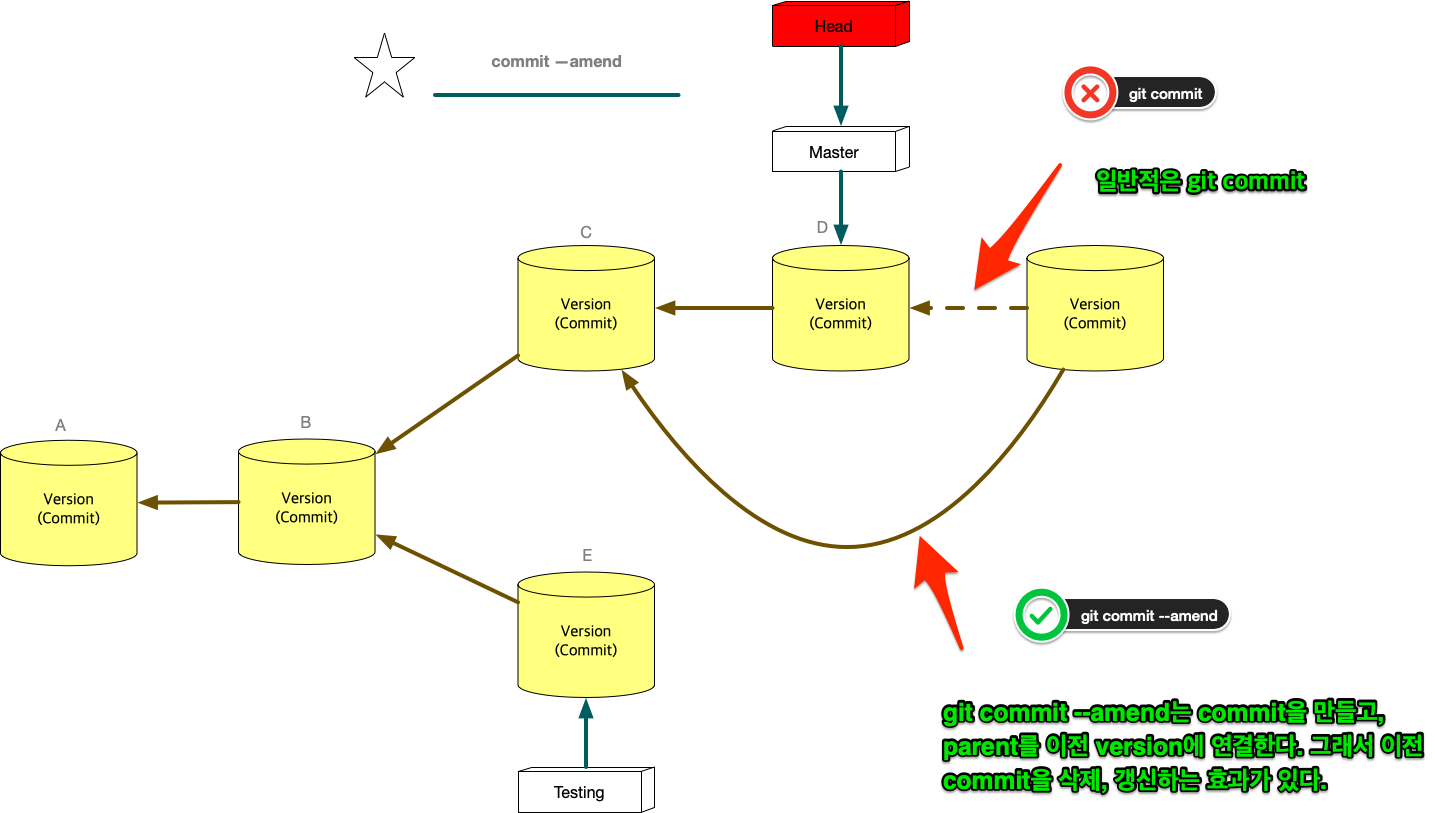 Head
commit —amend
git commit
Master
일반적은 git commit
C
D
Version
(Commit)
Version
(Commit)
Version
(Commit)
A
B
Version
(Commit)
Version
(Commit)
E
Version
(Commit)
git commit --amend
git commit --amend는 commit을 만들고,
parent를 이전 version에 연결한다. 그래서 이전
commit을 삭제, 갱신하는 효과가 있다.
Testing